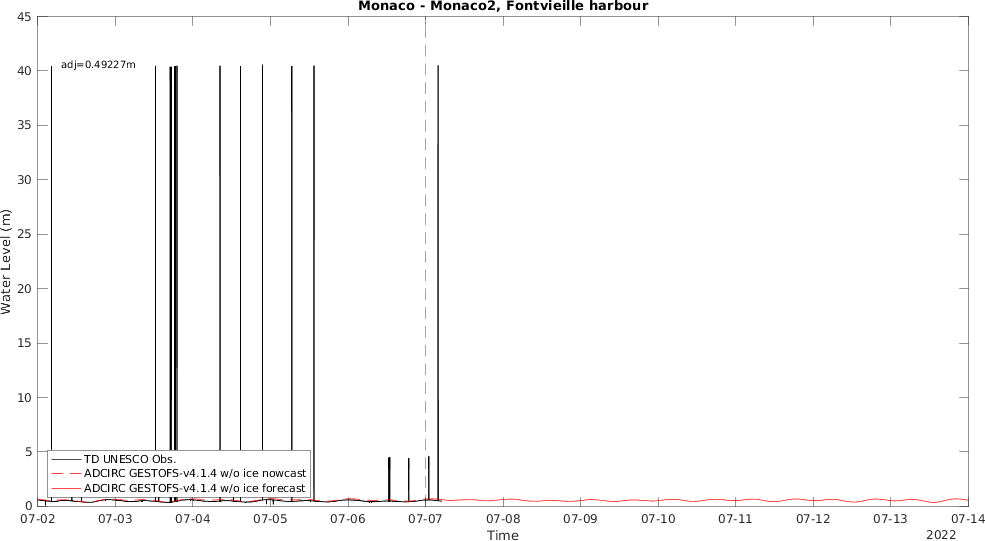 Monaco - Monaco2, Fontvieille harbour
45
40
35
30
25
20
15
10
5
0
Water Level (m)
adj=0.49227m
TD UNESCO Obs.
ADCIRC GESTOFS-v4.1.4 w/o ice nowcast
ADCIRC GESTOFS-v4.1.4 w/o ice forecast
07-02 07-03 07-04 07-05 07-06 07-07 07-08 07-09 07-10 07-11 07-12 07-13 07-14
Time
2022